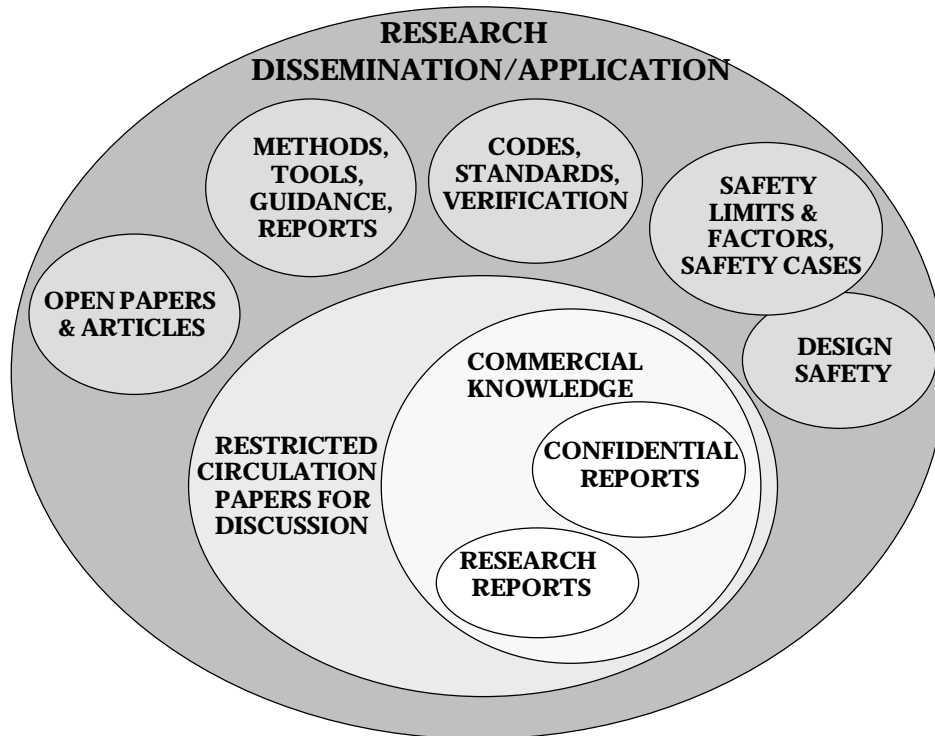 RESEARCH
DISSEMINATION/APPLICATION
METHODS,
TOOLS,
GUIDANCE,
REPORTS
CODES,
STANDARDS,
VERIFICATION
SAFETY
LIMITS &
FACTORS,
SAFETY CASES
OPEN PAPERS
& ARTICLES
DESIGN
SAFETY
COMMERCIAL
KNOWLEDGE
RESTRICTED
CIRCULATION
PAPERS FOR
DISCUSSION
CONFIDENTIAL
REPORTS
RESEARCH
REPORTS